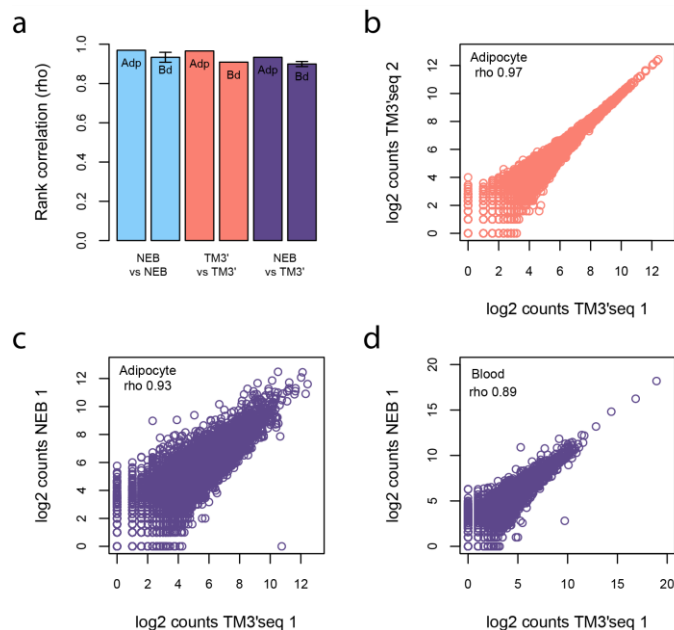 a
Rank correlation (rho)
1.0
0.8
0.6
0.4
0.2
0.0
Adp
Bd
Adp
Bd
Adp
Bd
NEB
vs NEB
TM3'
vs TM3'
NEB
vs TM3'
b
log2 counts TM3'seq 2
12
10
8
6
4
2
0
Adipocyte
rho 0.97
0 2 4 6 8 10 12
log2 counts TM3'seq 1
c
log2 counts NEB 1
12
10
8
6
4
2
0
Adipocyte
rho 0.93
0 2 4 6 8 10 12
log2 counts TM3'seq 1
d
log2 counts NEB 1
20
15
10
5
0
Blood
rho 0.89
0 5 10 15 20
log2 counts TM3'seq 1